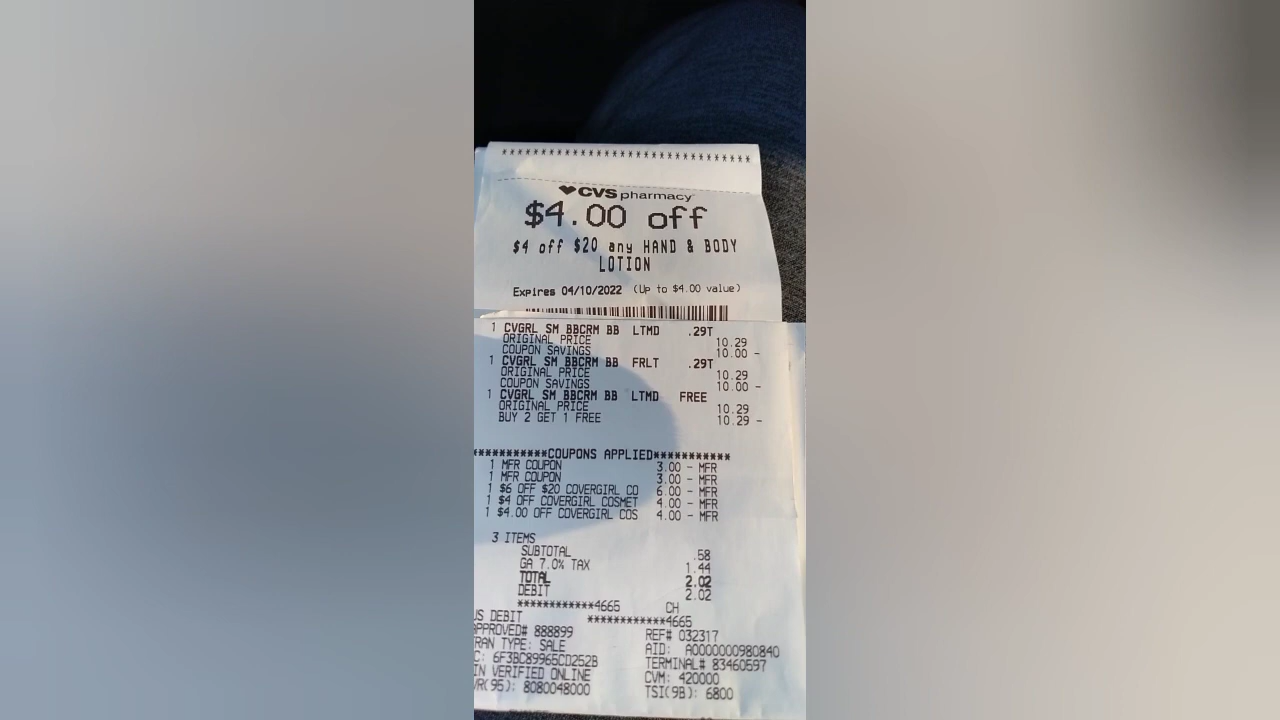 *********************************
CVS pharmacy
$4.00 off
$4 off $20 any HAND & BODY
LOTION
Expires 04/10/2022 (Up to $4.00 value)
1 CVGRL SM BBCRM BB LTMD .29T
ORIGINAL PRICE 10.29
COUPON SAVINGS 10.00 -
1 CVGRL SM BBCRM BB FRLT .29T
ORIGINAL PRICE 10.29
COUPON SAVINGS 10.00 -
1 CVGRL SM BBCRM BB LTMD FREE
ORIGINAL PRICE 10.29
BUY 2 GET 1 FREE 10.29 -
**********COUPONS APPLIED***********
1 MFR COUPON 3.00 - MFR
1 MFR COUPON 3.00 - MFR
1 $6 OFF $20 COVERGIRL CO 6.00 - MFR
1 $4 OFF COVERGIRL COSMET 4.00 - MFR
1 $4.00 OFF COVERGIRL COS 4.00 - MFR
3 ITEMS
SUBTOTAL .58
GA 7.0% TAX 1.44
TOTAL 2.02
DEBIT 2.02
************4665 CH
US DEBIT ************4665
APPROVED# 888899 REF# 032317
RAN TYPE: SALE AID: A0000000980840
C: 6F3BC89965CD252B TERMINAL# 83460597
IN VERIFIED ONLINE CVM: 420000
VR(95): 8080048000 TSI(9B): 6800